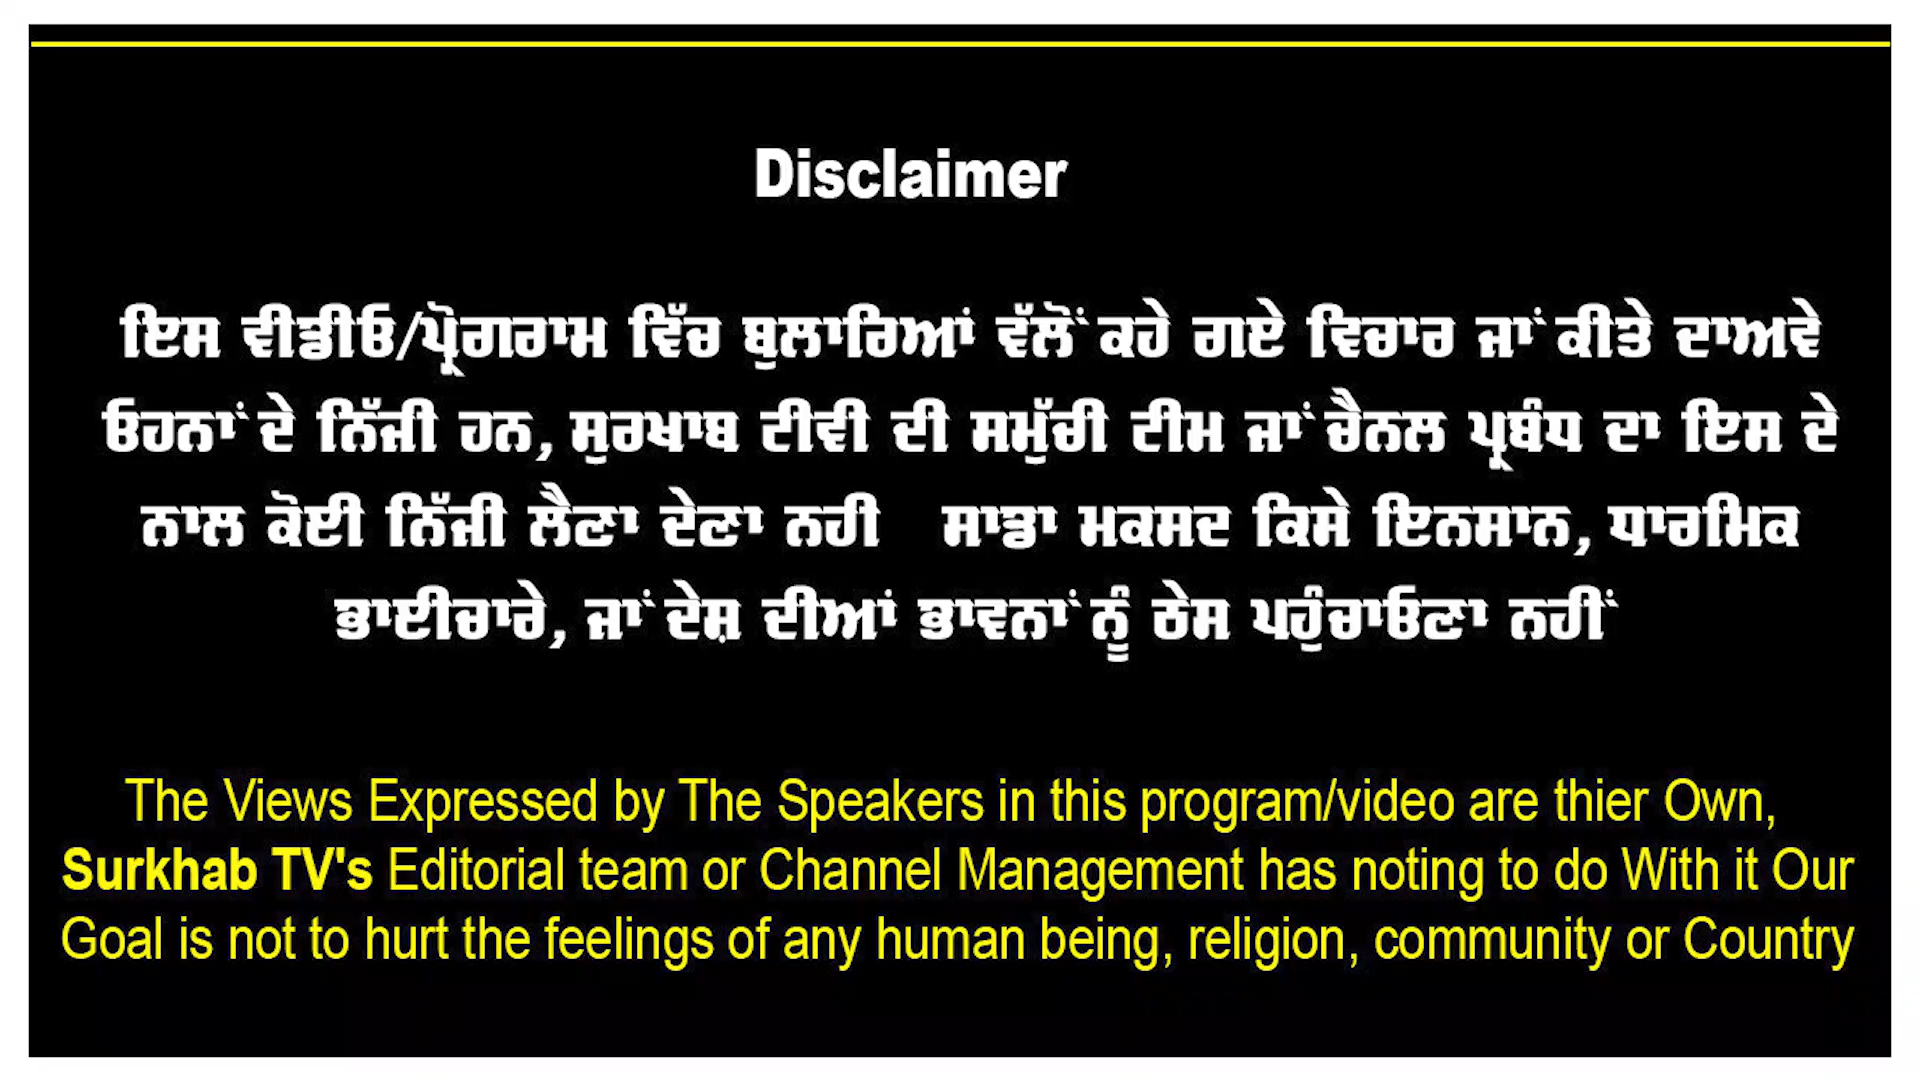 Disclaimer
ਇਸ ਵੀਡੀਓ/ਪ੍ਰੋਗਰਾਮ ਵਿੱਚ ਬੁਲਾਰਿਆਂ ਵੱਲੋਂ ਕਹੇ ਗਏ ਵਿਚਾਰ ਜਾਂ ਕੀਤੇ ਦਾਅਵੇ
ਓਹਨਾਂ ਦੇ ਨਿੱਜੀ ਹਨ, ਸੁਰਖਾਬ ਟੀਵੀ ਦੀ ਸਮੁੱਚੀ ਟੀਮ ਜਾਂ ਚੈਨਲ ਪ੍ਰਬੰਧ ਦਾ ਇਸ ਦੇ
ਨਾਲ ਕੋਈ ਨਿੱਜੀ ਲੈਣਾ ਦੇਣਾ ਨਹੀ ਸਾਡਾ ਮਕਸਦ ਕਿਸੇ ਇਨਸਾਨ, ਧਾਰਮਿਕ
ਭਾਈਚਾਰੇ, ਜਾਂ ਦੇਸ਼ ਦੀਆਂ ਭਾਵਨਾਂ ਨੂੰ ਠੇਸ ਪਹੁੰਚਾਓਣਾ ਨਹੀਂ
The Views Expressed by The Speakers in this program/video are thier Own,
Surkhab TV's Editorial team or Channel Management has noting to do With it Our
Goal is not to hurt the feelings of any human being, religion, community or Country